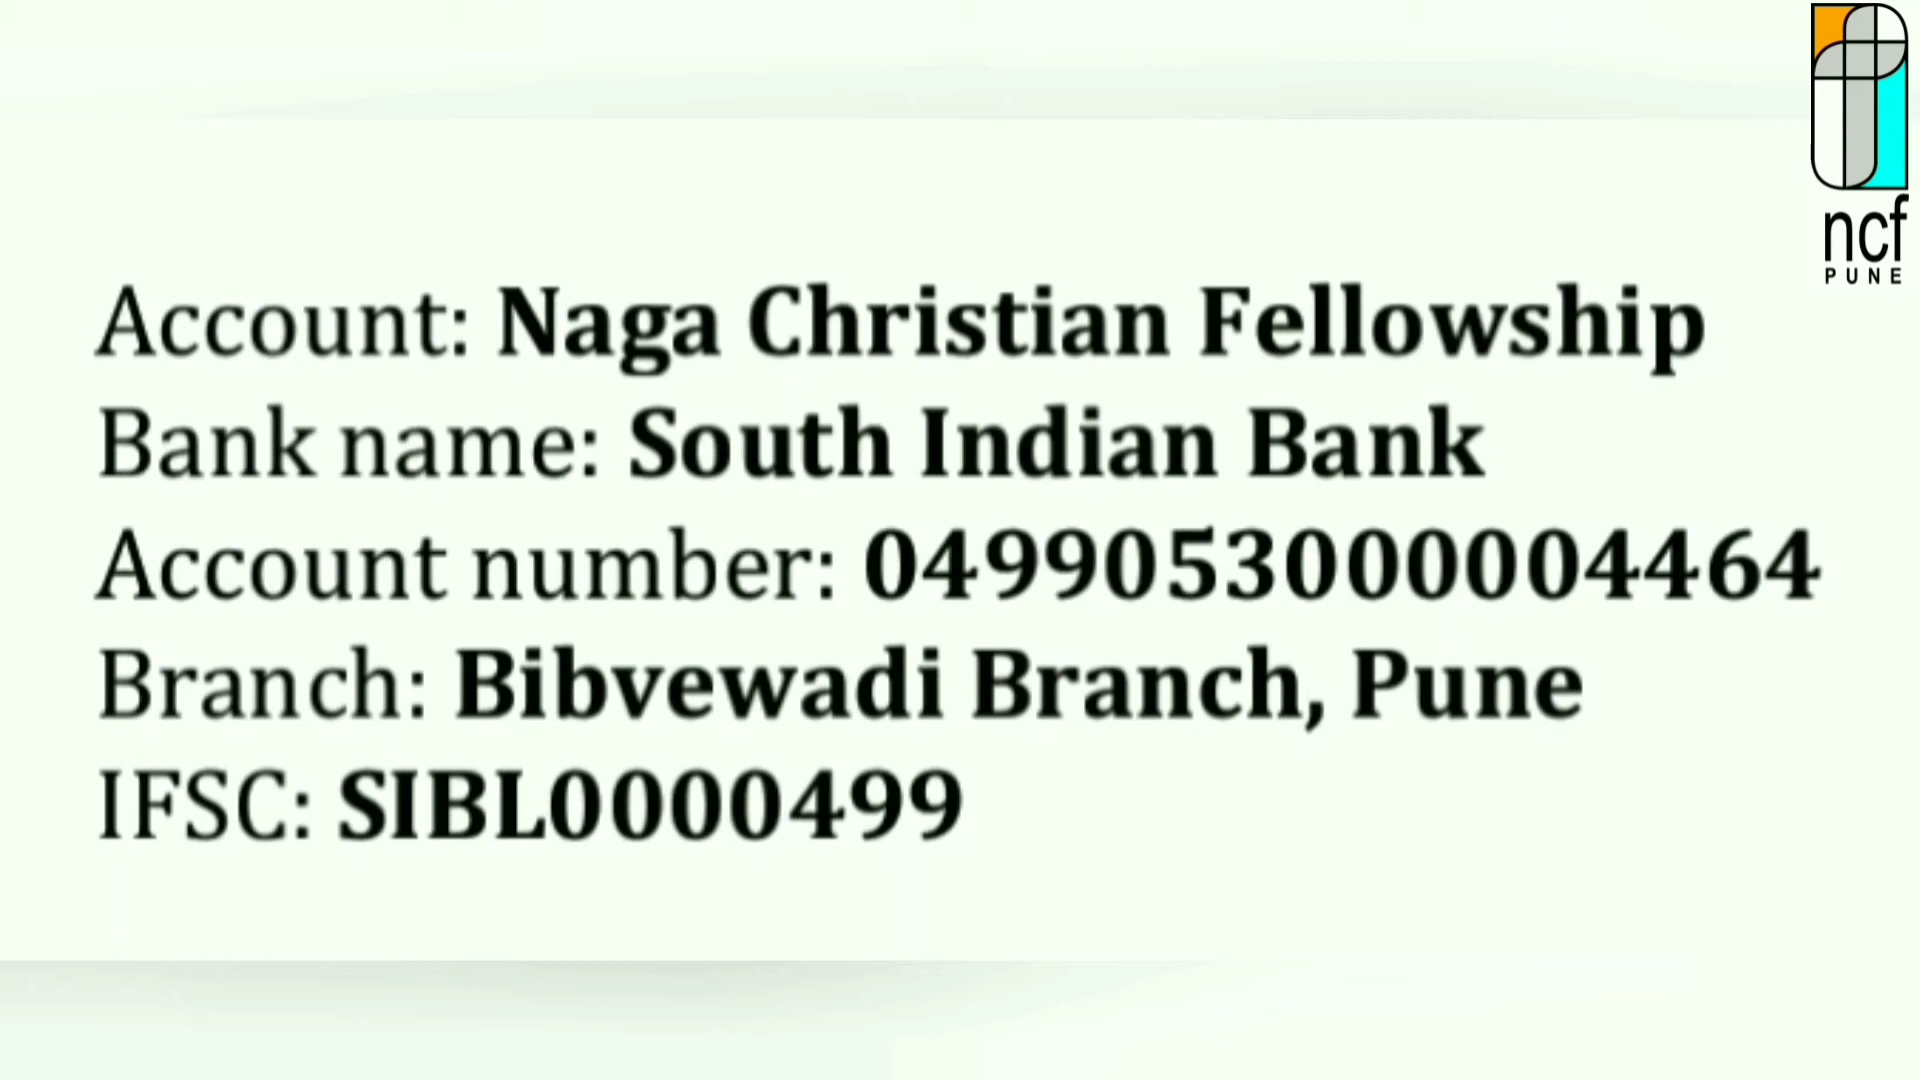 ncf
PUNE
Account: Naga Christian Fellowship
Bank name: South Indian Bank
Account number: 0499053000004464
Branch: Bibvewadi Branch, Pune
IFSC: SIBL0000499